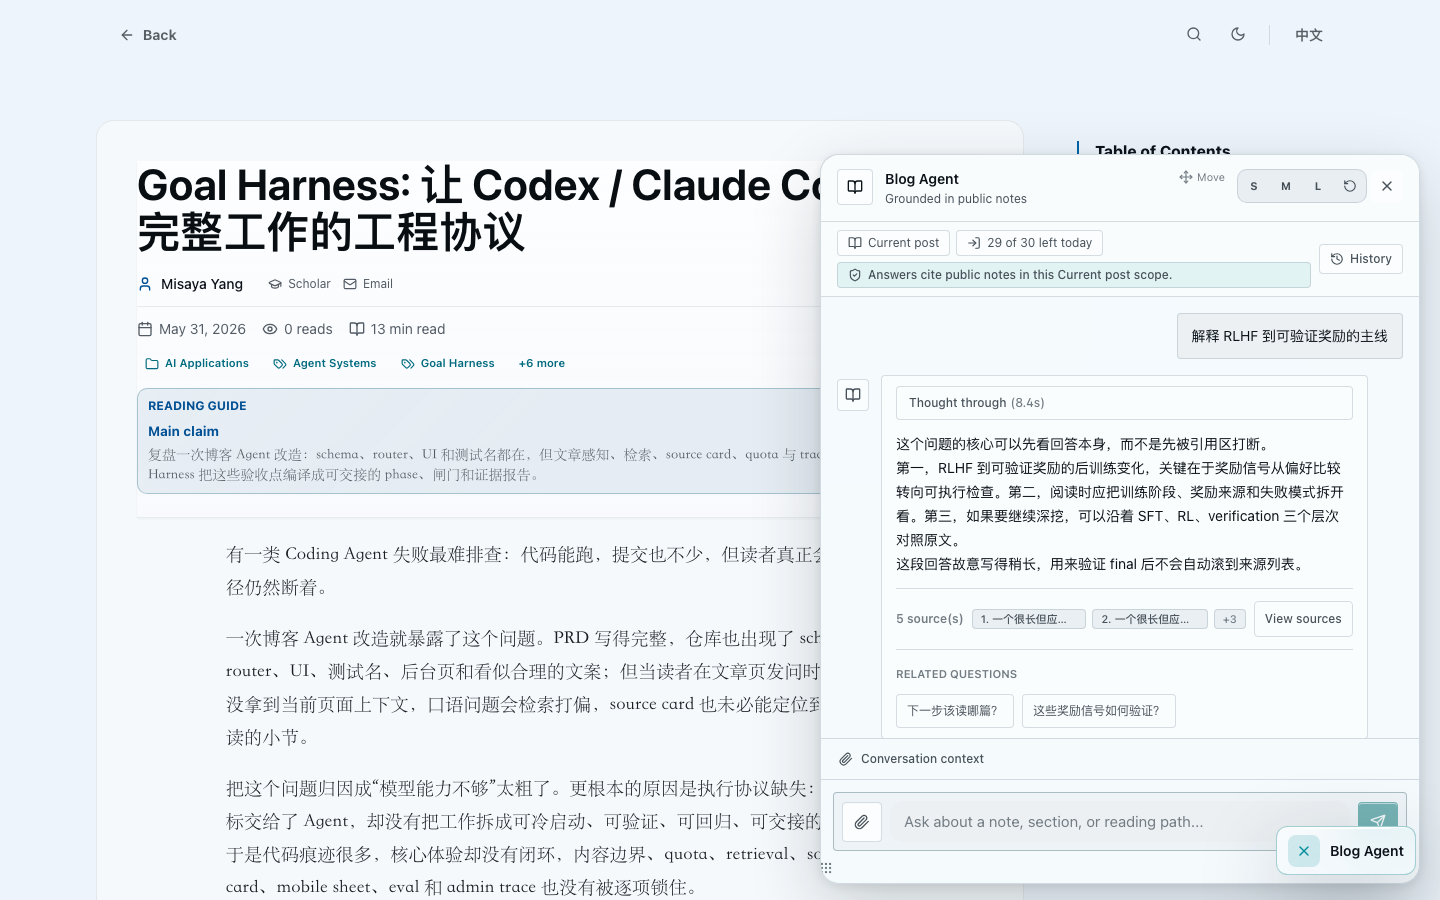 Back
中文
Goal Harness: 让 Codex / Claude Co
完整工作的工程协议
Misaya Yang
Scholar
Email
May 31, 2026
0 reads
13 min read
AI Applications
Agent Systems
Goal Harness
+6 more
READING GUIDE
Main claim
复盘一次博客 Agent 改造：schema、router、UI 和测试名都在，但文章感知、检索、source card、quota 与 trac
Harness 把这些验收点编译成可交接的 phase、闸门和证据报告。
有一类 Coding Agent 失败最难排查：代码能跑，提交也不少，但读者真正会
径仍然断着。
一次博客 Agent 改造就暴露了这个问题。PRD 写得完整，仓库也出现了 sch
router、UI、测试名、后台页和看似合理的文案；但当读者在文章页发问时
没拿到当前页面上下文，口语问题会检索打偏，source card 也未必能定位到
读的小节。
把这个问题归因成“模型能力不够”太粗了。更根本的原因是执行协议缺失：
标交给了 Agent，却没有把工作拆成可冷启动、可验证、可回归、可交接的
于是代码痕迹很多，核心体验却没有闭环，内容边界、quota、retrieval、so
card、mobile sheet、eval 和 admin trace 也没有被逐项锁住。
Table of Contents
Blog Agent
Grounded in public notes
Move
S
M
L
Current post
29 of 30 left today
Answers cite public notes in this Current post scope.
History
解释 RLHF 到可验证奖励的主线
Thought through (8.4s)
这个问题的核心可以先看回答本身，而不是先被引用区打断。
第一，RLHF 到可验证奖励的后训练变化，关键在于奖励信号从偏好比较
转向可执行检查。第二，阅读时应把训练阶段、奖励来源和失败模式拆开
看。第三，如果要继续深挖，可以沿着 SFT、RL、verification 三个层次
对照原文。
这段回答故意写得稍长，用来验证 final 后不会自动滚到来源列表。
5 source(s)
1. 一个很长但应...
2. 一个很长但应...
+3
View sources
RELATED QUESTIONS
下一步该读哪篇？
这些奖励信号如何验证？
Conversation context
Ask about a note, section, or reading path...
Blog Agent